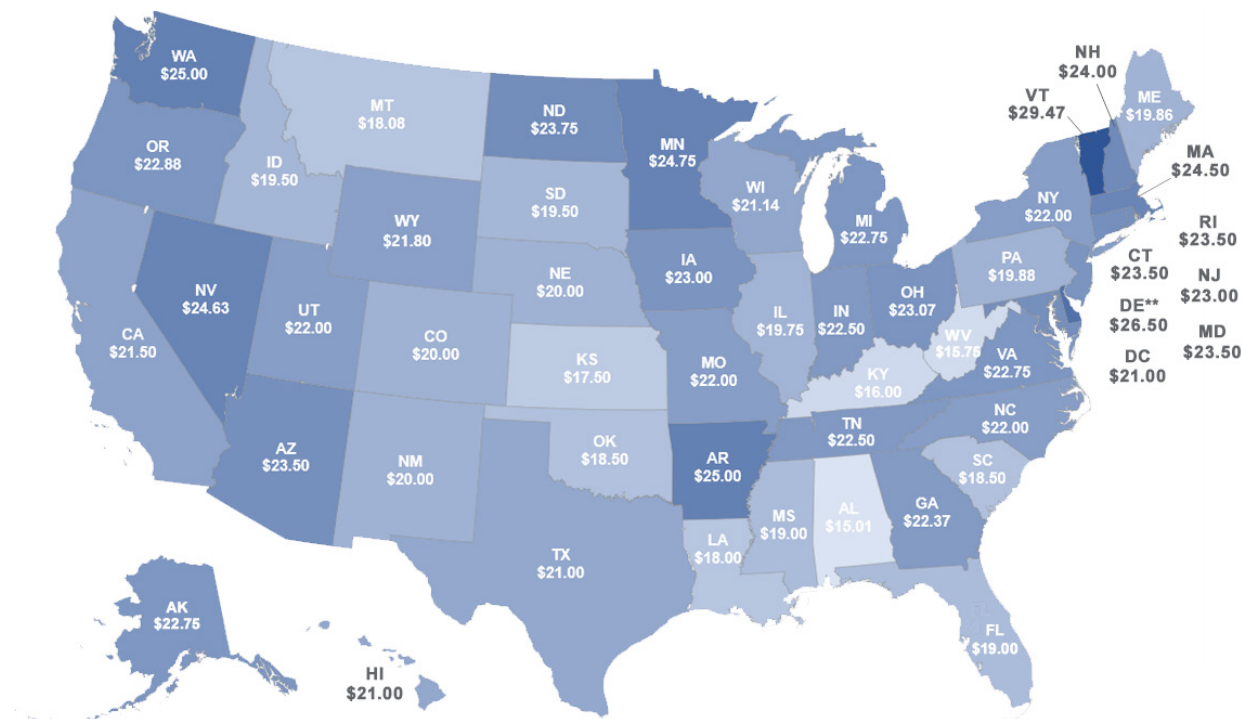 WA
$25.00
OR
$22.88
CA
$21.50
NV
$24.63
ID
$19.50
MT
$18.08
WY
$21.80
UT
$22.00
AZ
$23.50
CO
$20.00
NM
$20.00
ND
$23.75
SD
$19.50
NE
$20.00
KS
$17.50
OK
$18.50
TX
$21.00
MN
$24.75
IA
$23.00
MO
$22.00
AR
$25.00
LA
$18.00
WI
$21.14
IL
$19.75
MI
$22.75
IN
$22.50
OH
$23.07
KY
$16.00
WV
$15.75
VA
$22.75
TN
$22.50
NC
$22.00
SC
$18.50
MS
$19.00
AL
$15.01
GA
$22.37
FL
$19.00
PA
$19.88
NY
$22.00
VT
$29.47
NH
$24.00
ME
$19.86
MA
$24.50
RI
$23.50
CT
$23.50
NJ
$23.00
DE**
$26.50
MD
$23.50
DC
$21.00
AK
$22.75
HI
$21.00